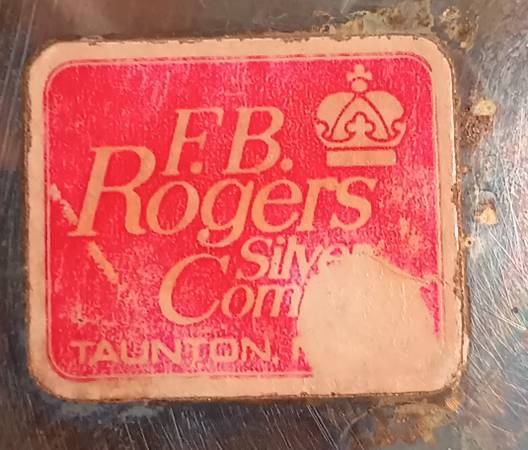 F.B.
Rogers
Silve
Com
TAUNTON,